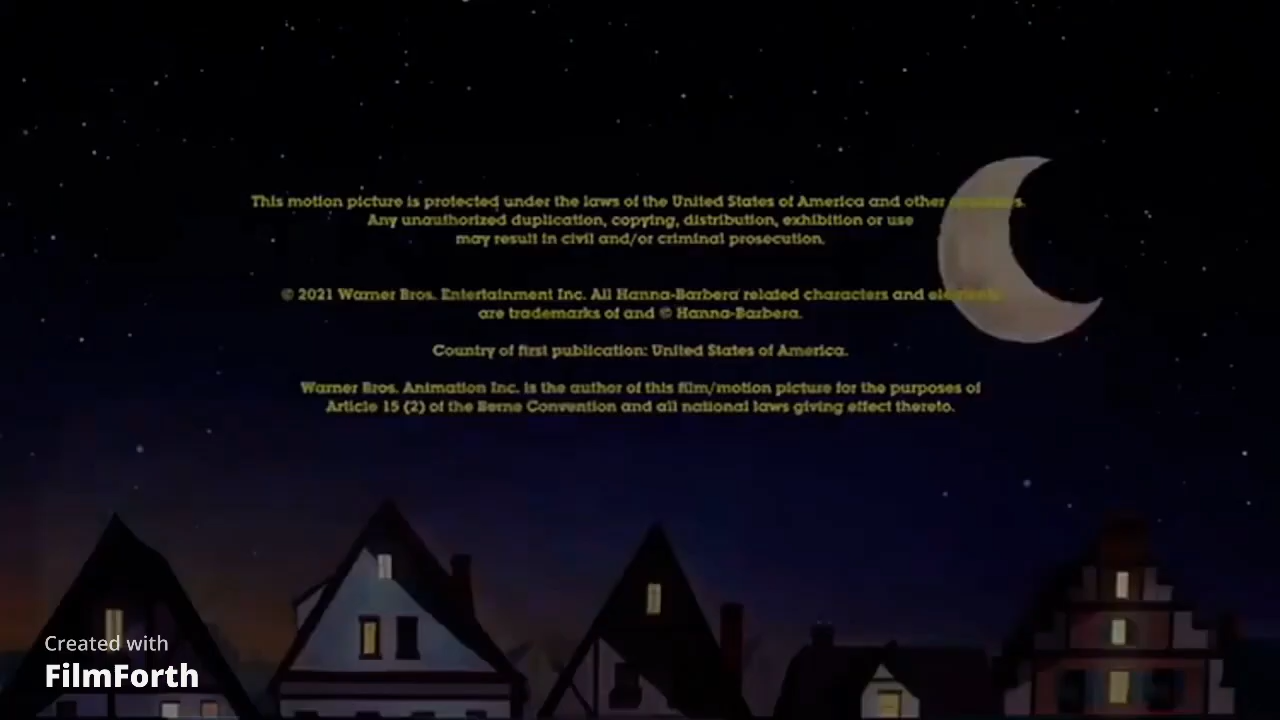 This motion picture is protected under the laws of the United States of America and other countries.
Any unauthorized duplication, copying, distribution, exhibition or use
may result in civil and/or criminal prosecution.
© 2021 Warner Bros. Entertainment Inc. All Hanna-Barbera related characters and elements
are trademarks of and © Hanna-Barbera.
Country of first publication: United States of America.
Warner Bros. Animation Inc. is the author of this film/motion picture for the purposes of
Article 15 (2) of the Berne Convention and all national laws giving effect thereto.
Created with
FilmForth